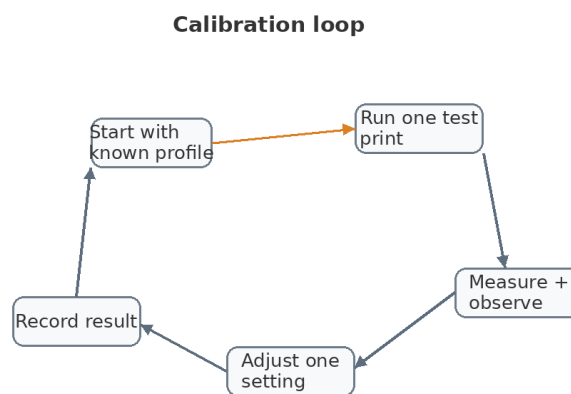 Calibration loop
Start with
known profile
Run one test
print
Measure +
observe
Adjust one
setting
Record result